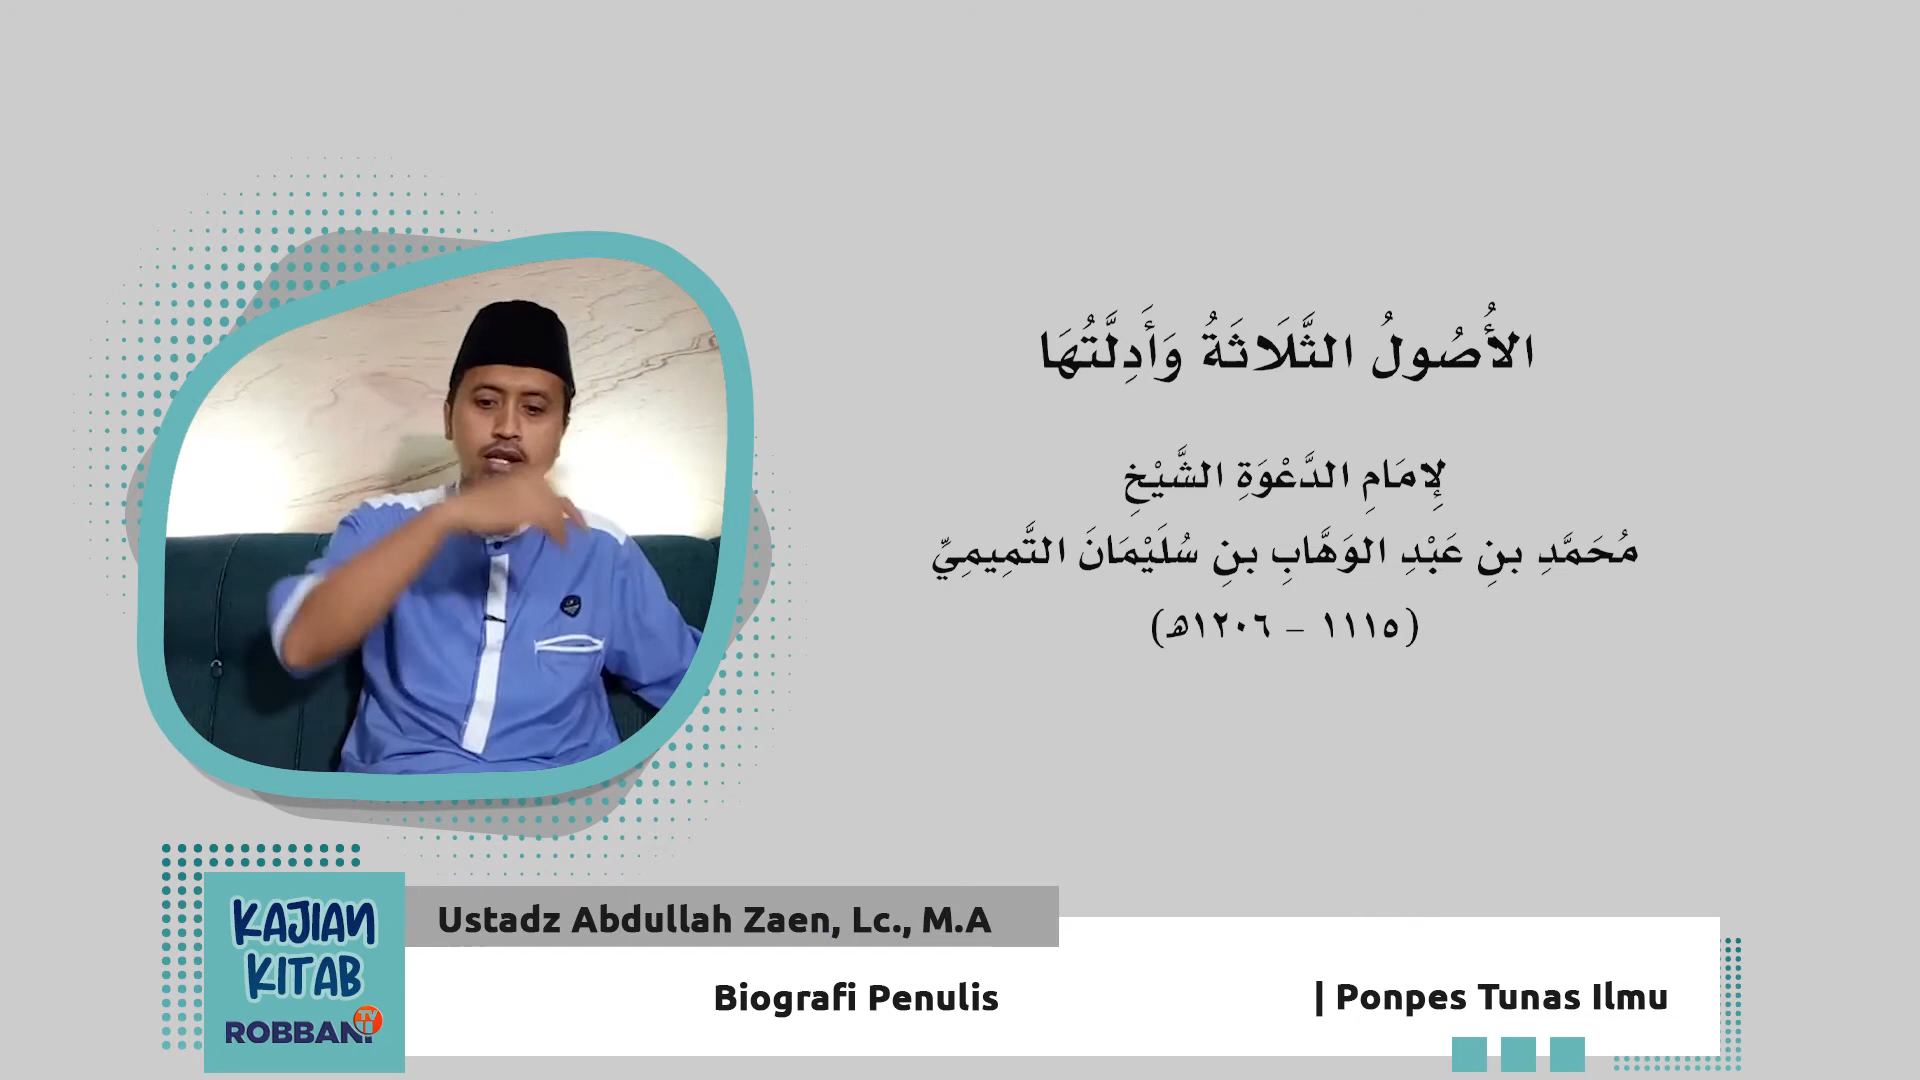 الأُصُولُ الثَّلَاثَةُ وَأَدِلَّتُهَا
لِإِمَامِ الدَّعْوَةِ الشَّيْخِ
مُحَمَّدِ بنِ عَبْدِ الوَهَّابِ بنِ سُلَيْمَانَ التَّمِيمِيِّ
(١١١٥ – ١٢٠٦هـ)
Ustadz Abdullah Zaen, Lc., M.A
KAJIAN
KITAB
ROBBANI TV
Biografi Penulis
| Ponpes Tunas Ilmu